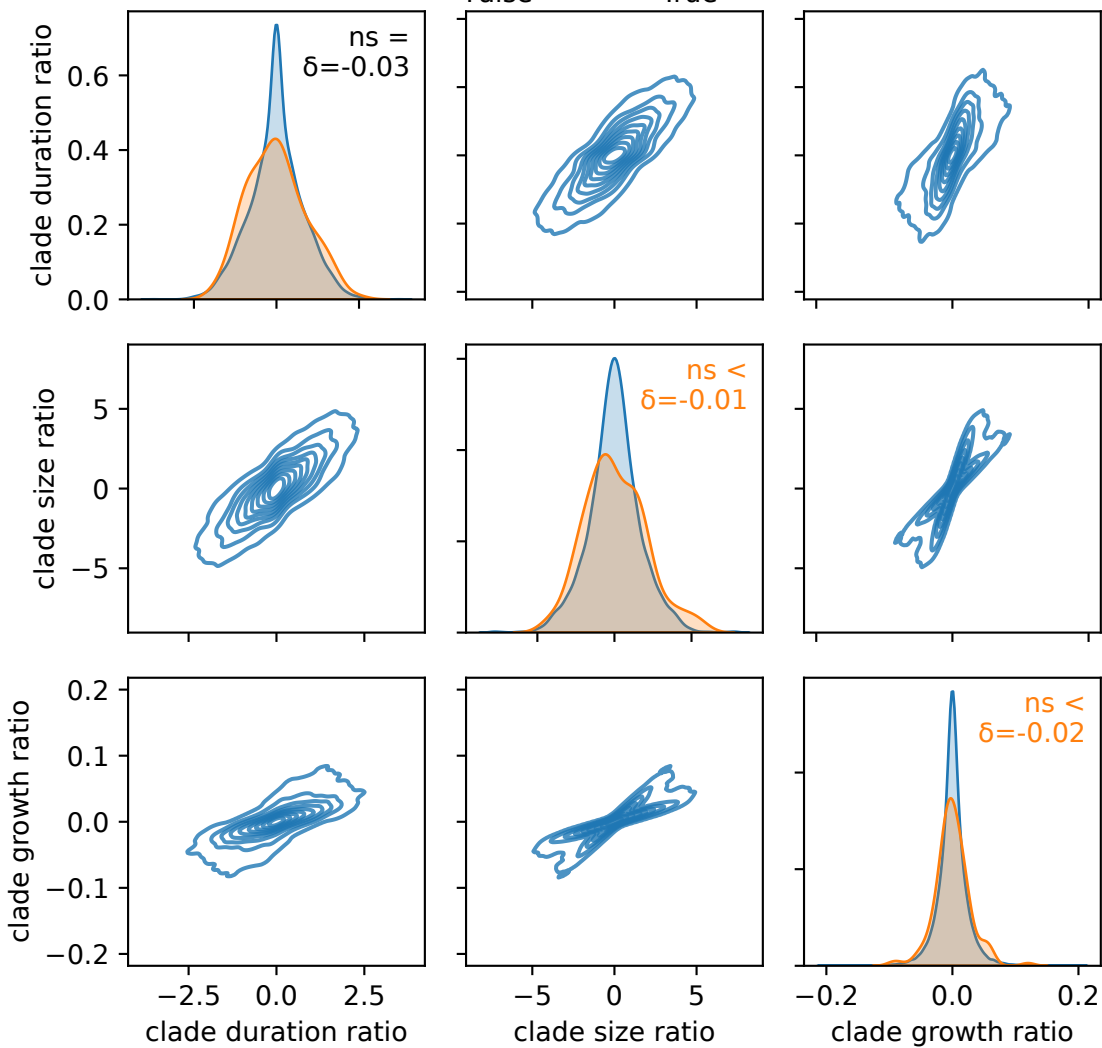 clade duration ratio
0.6
0.4
0.2
0.0
ns =
δ=-0.03
clade size ratio
5
0
−5
ns <
δ=-0.01
clade growth ratio
0.2
0.1
0.0
−0.1
−0.2
ns <
δ=-0.02
−2.5 0.0 2.5
−5 0 5
−0.2 0.0 0.2
clade duration ratio
clade size ratio
clade growth ratio